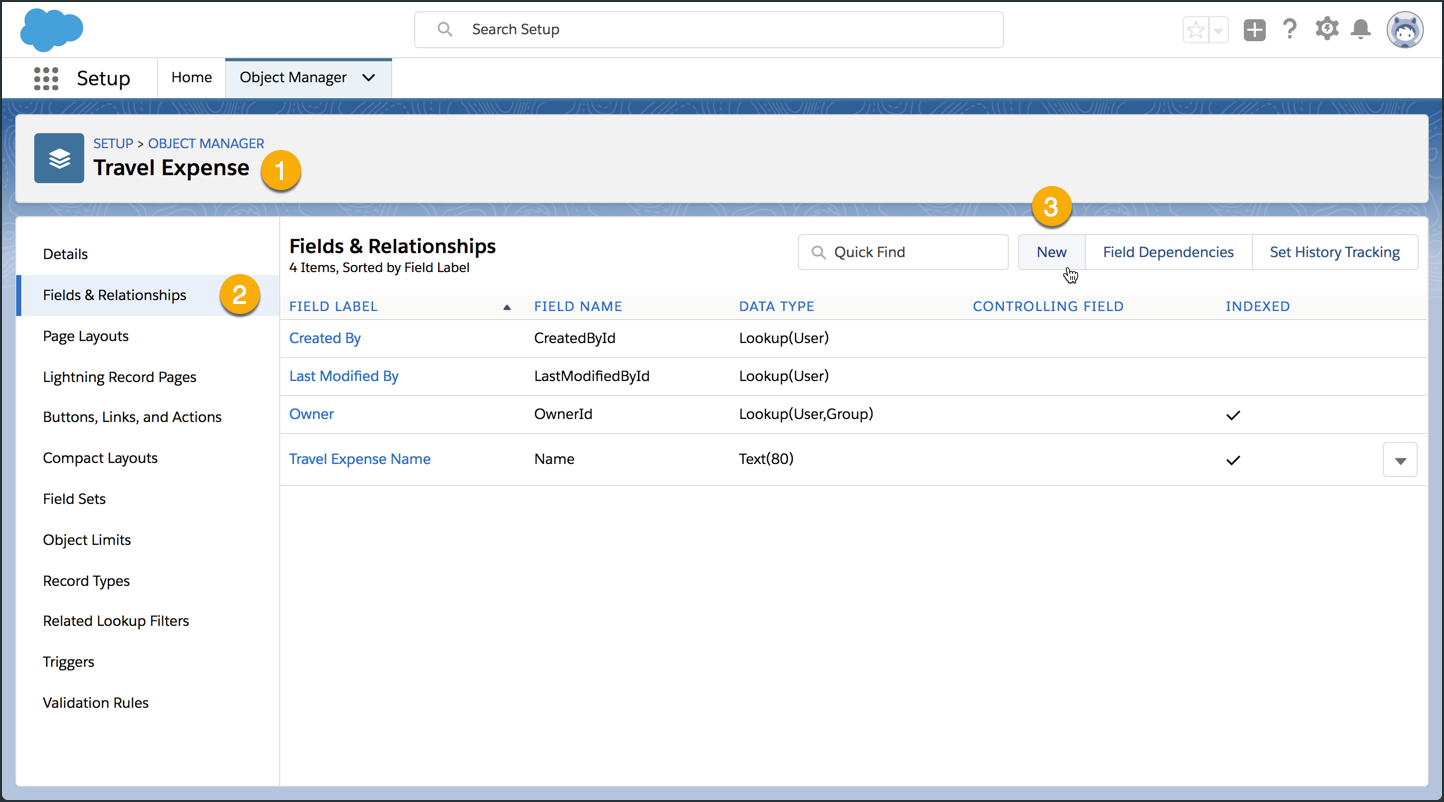 Search Setup
Setup
Home
Object Manager
SETUP > OBJECT MANAGER
Travel Expense
1
3
Details
Fields & Relationships
2
Page Layouts
Lightning Record Pages
Buttons, Links, and Actions
Compact Layouts
Field Sets
Object Limits
Record Types
Related Lookup Filters
Triggers
Validation Rules
Fields & Relationships
4 Items, Sorted by Field Label
Quick Find
New
Field Dependencies
Set History Tracking
FIELD LABEL FIELD NAME DATA TYPE CONTROLLING FIELD INDEXED
Created By CreatedById Lookup(User)
Last Modified By LastModifiedById Lookup(User)
Owner OwnerId Lookup(User,Group)
Travel Expense Name Name Text(80)